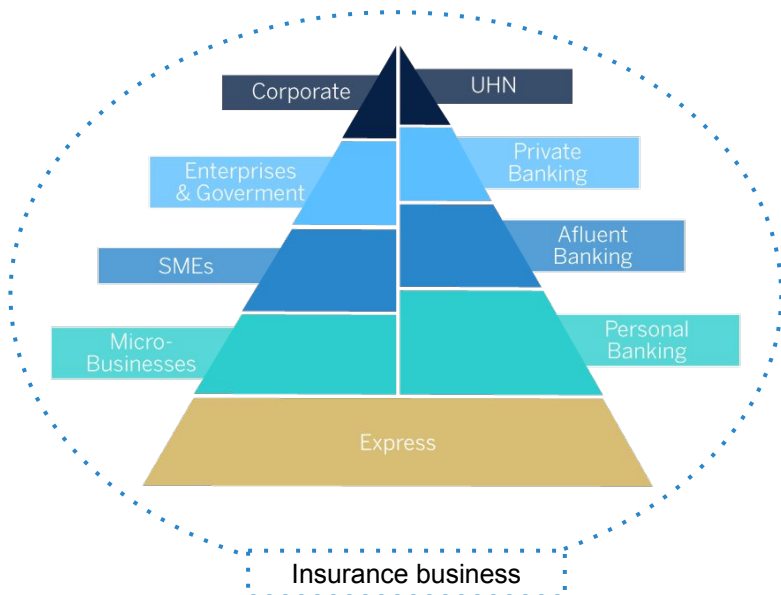 Corporate
UHN
Enterprises
& Goverment
Private
Banking
SMEs
Afluent
Banking
Micro-
Businesses
Personal
Banking
Express
Insurance business